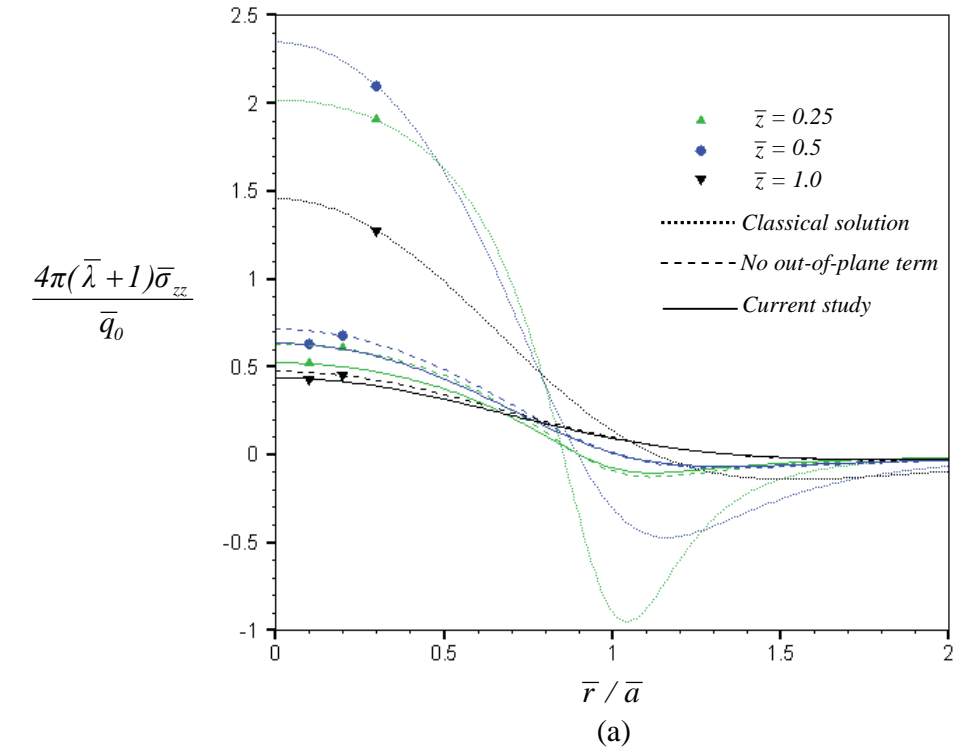 2.5
2
1.5
1
0.5
0
-0.5
-1
4π(λ̅ + 1)σ̅zz
q̅0
z̅ = 0.25
z̅ = 0.5
z̅ = 1.0
Classical solution
No out-of-plane term
Current study
0 0.5 1 1.5 2
r̅ / a̅
(a)